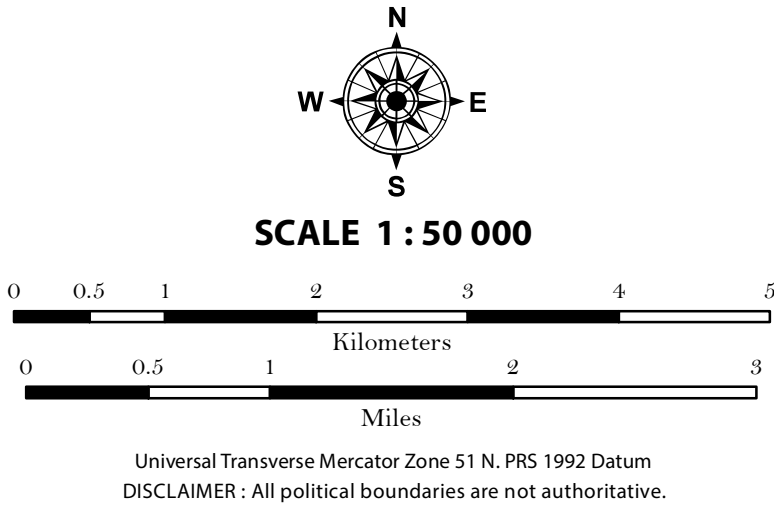 N
W E
S
SCALE 1 : 50 000
0 0.5 1 2 3 4 5
Kilometers
0 0.5 1 2 3
Miles
Universal Transverse Mercator Zone 51 N. PRS 1992 Datum
DISCLAIMER : All political boundaries are not authoritative.